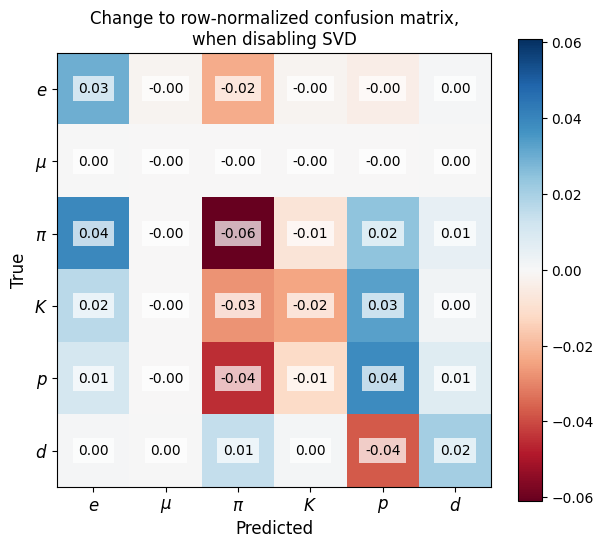 Change to row-normalized confusion matrix,
when disabling SVD
e 0.03 -0.00 -0.02 -0.00 -0.00 0.00
μ 0.00 -0.00 -0.00 -0.00 -0.00 0.00
π 0.04 -0.00 -0.06 -0.01 0.02 0.01
K 0.02 -0.00 -0.03 -0.02 0.03 0.00
p 0.01 -0.00 -0.04 -0.01 0.04 0.01
d 0.00 0.00 0.01 0.00 -0.04 0.02
e μ π K p d
Predicted
True
0.06
0.04
0.02
0.00
−0.02
−0.04
−0.06